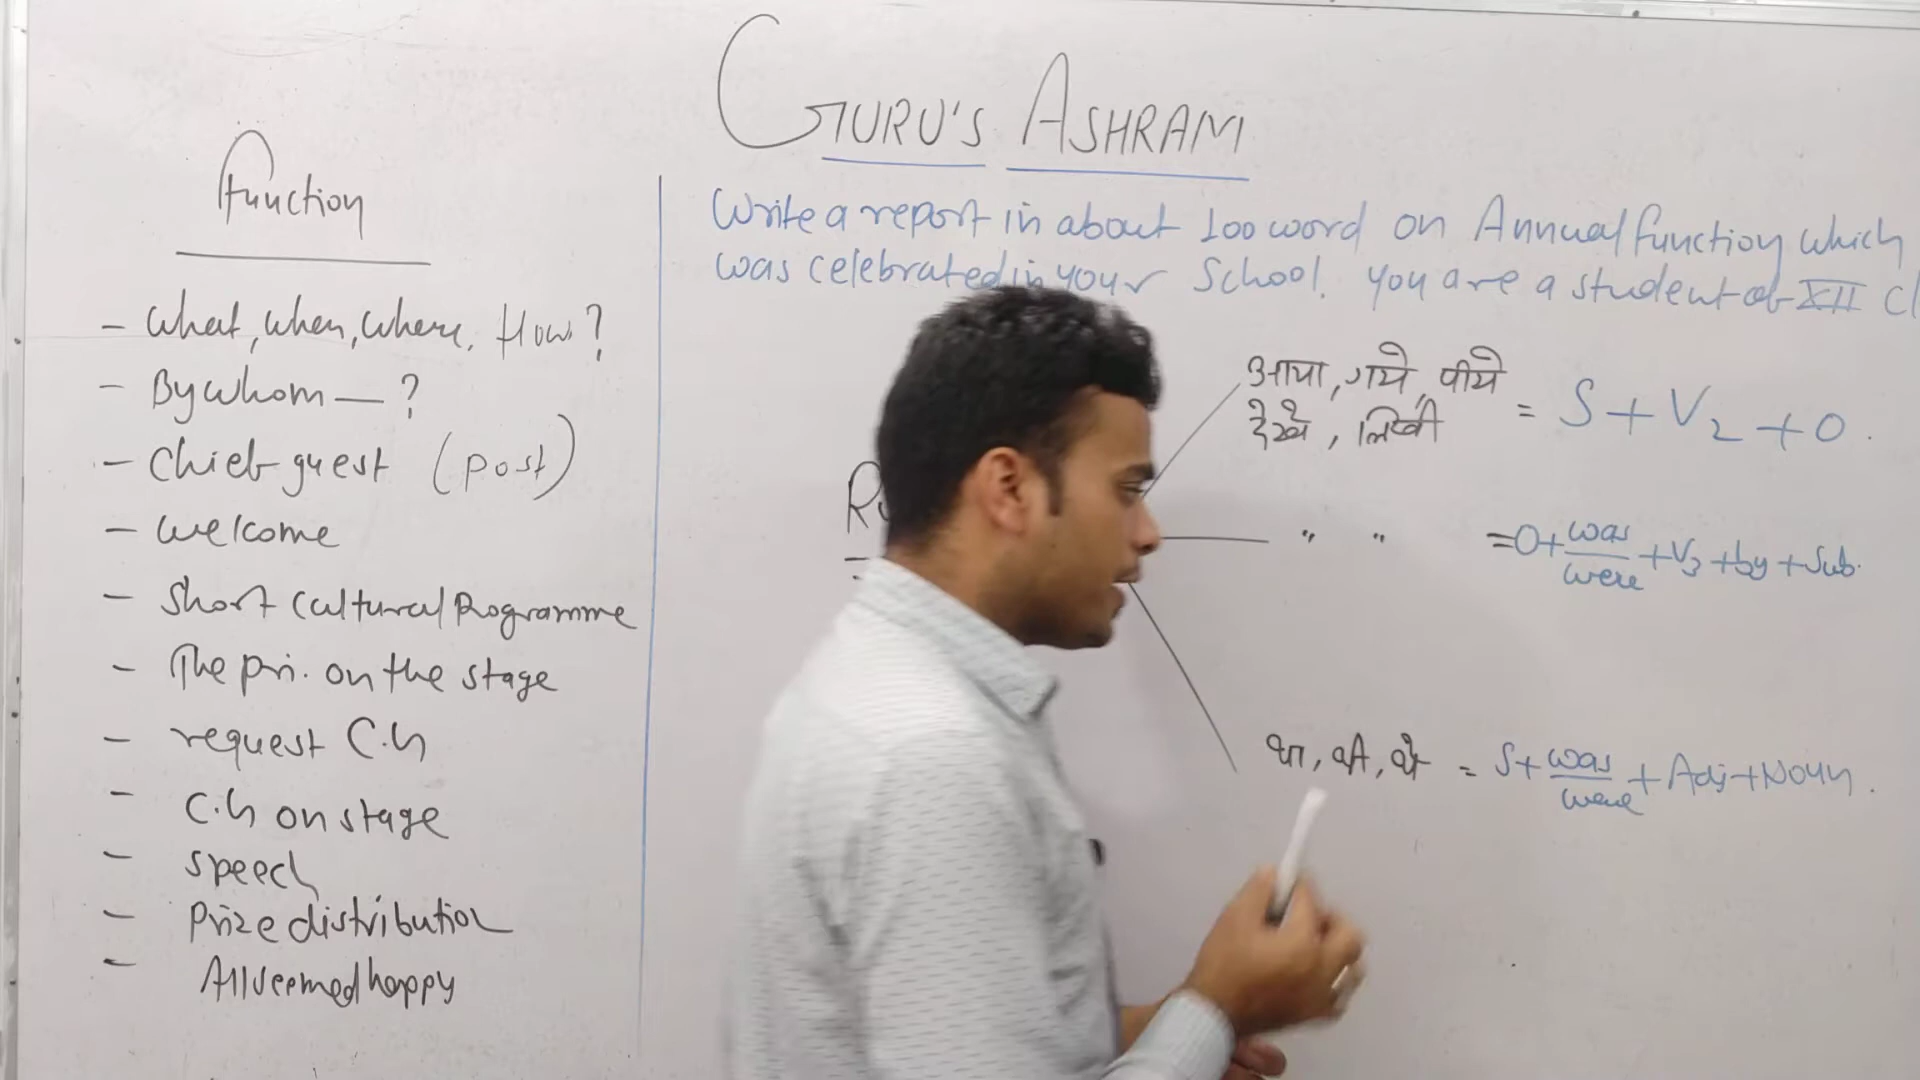 GURU'S ASHRAM
function
- What, when, where, How?
- By whom — ?
- Chief guest (post)
- welcome
- Short Cultural Programme
- The pri. on the stage
- request C.h
- C.h on stage
- speech
- Prize distribution
- All seemed happy
Write a report in about 100 word on Annual function which
was celebrated in your School. you are a student of XII
आया, गये, पीये
देखे, लिखी
= S + V2 + O.
" " = O + was/were + V3 + by + Sub.
था, थी, थे = S + was/were + Adj + Noun.